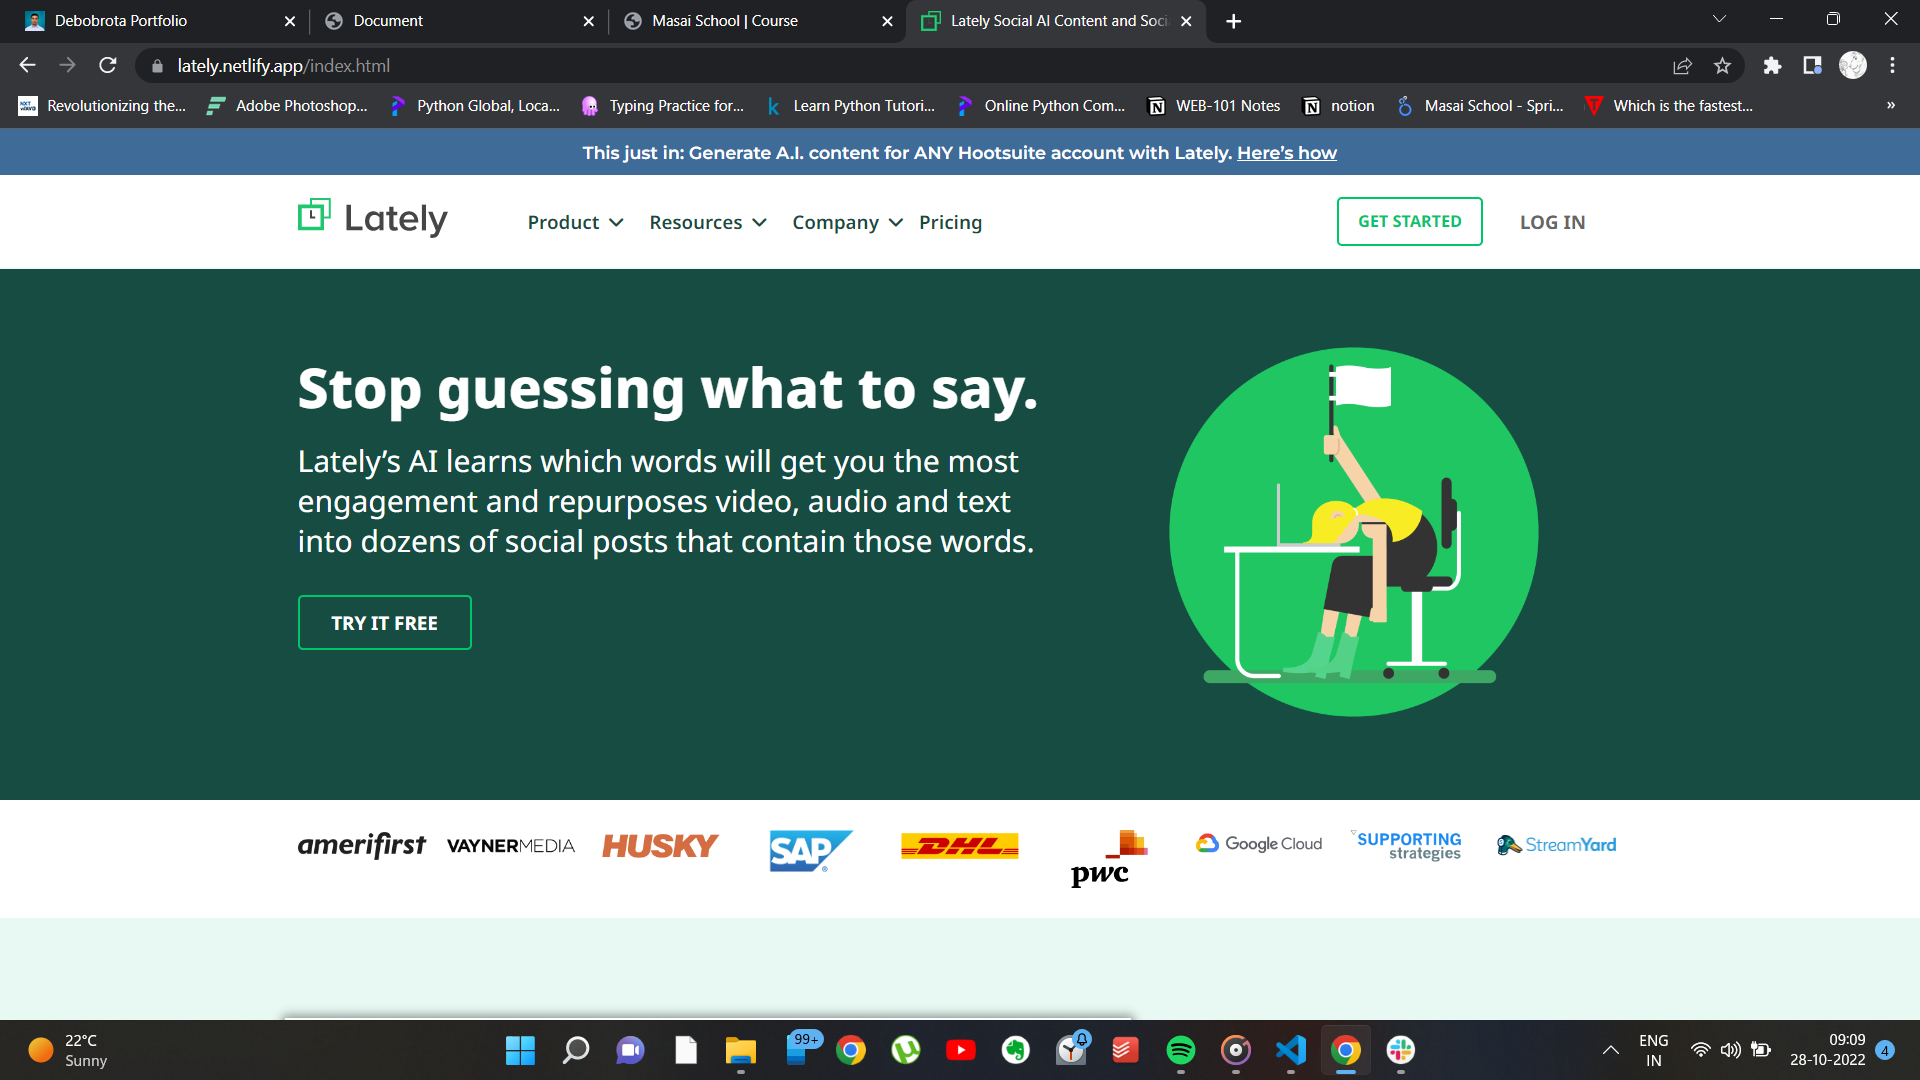 Debobrota Portfolio
Document
Masai School | Course
Lately Social AI Content and Soci
lately.netlify.app/index.html
Revolutionizing the...
Adobe Photoshop...
Python Global, Loca...
Typing Practice for...
Learn Python Tutori...
Online Python Com...
WEB-101 Notes
notion
Masai School - Spri...
Which is the fastest...
»
This just in: Generate A.I. content for ANY Hootsuite account with Lately. Here's how
Lately
Product
Resources
Company
Pricing
GET STARTED
LOG IN
Stop guessing what to say.
Lately's AI learns which words will get you the most
engagement and repurposes video, audio and text
into dozens of social posts that contain those words.
TRY IT FREE
amerifirst
VAYNERMEDIA
HUSKY
SAP
DHL
pwc
Google Cloud
SUPPORTING
strategies
StreamYard
22°C
Sunny
99+
ENG
IN
09:09
28-10-2022
4